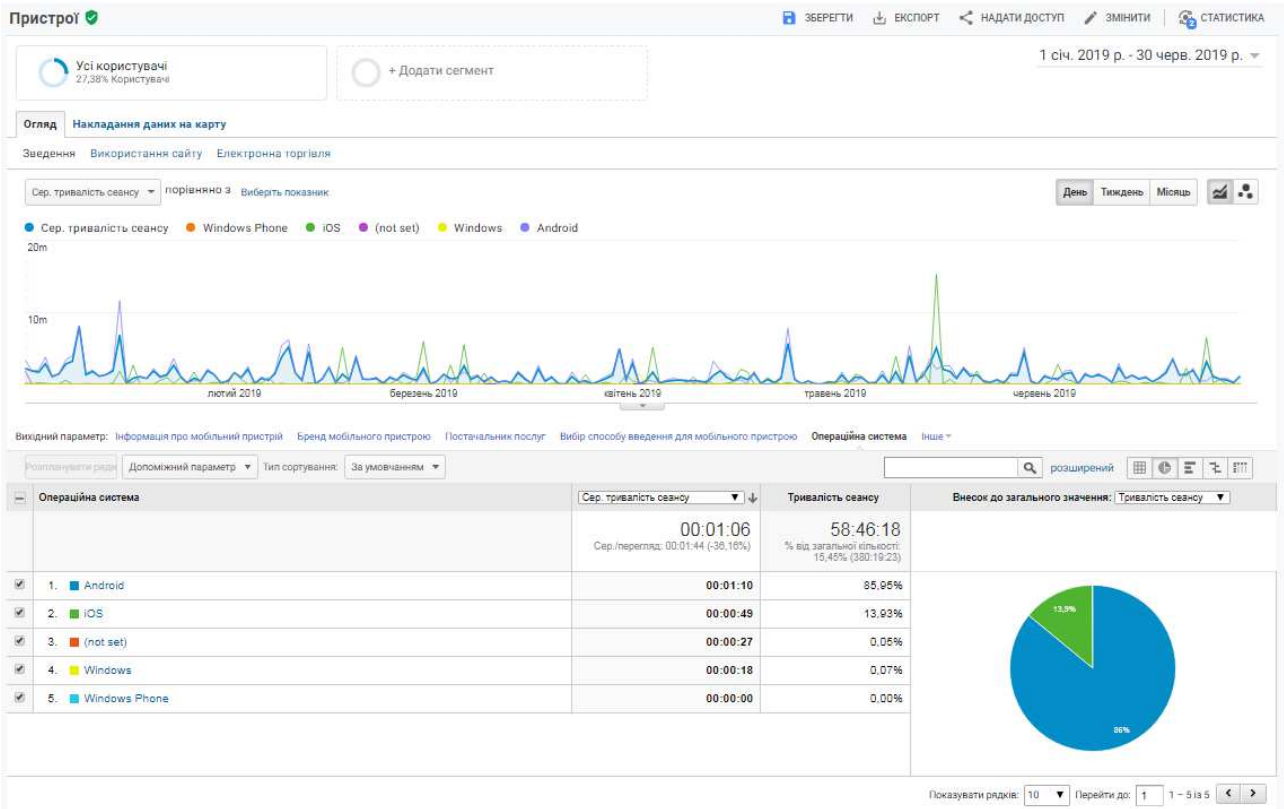 Пристрої
ЗБЕРЕГТИ ЕКСПОРТ НАДАТИ ДОСТУП ЗМІНИТИ 2 СТАТИСТИКА
Усі користувачі
27,38% Користувачі
+ Додати сегмент
1 січ. 2019 р. - 30 черв. 2019 р.
Огляд Накладання даних на карту
Зведення Використання сайту Електронна торгівля
Сер. тривалість сеансу порівняно з Виберіть показник
День Тиждень Місяць
Сер. тривалість сеансу Windows Phone iOS (not set) Windows Android
20m
10m
лютий 2019 березень 2019 квітень 2019 травень 2019 червень 2019
Вихідний параметр: Інформація про мобільний пристрій Бренд мобільного пристрою Постачальник послуг Вибір способу введення для мобільного пристрою Операційна система Інше
Розпланувати рядки Допоміжний параметр Тип сортування: За умовчанням розширений
Операційна система Сер. тривалість сеансу Тривалість сеансу Внесок до загального значення: Тривалість сеансу
00:01:06 58:46:18
Сер./перегляд: 00:01:44 (-36,16%) % від загальної кількості:
15,45% (380:19:23)
1. Android 00:01:10 85,95%
2. iOS 00:00:49 13,93%
3. (not set) 00:00:27 0,05%
4. Windows 00:00:18 0,07%
5. Windows Phone 00:00:00 0,00%
13,9%
86%
Показувати рядків: 10 Перейти до: 1 1 – 5 із 5